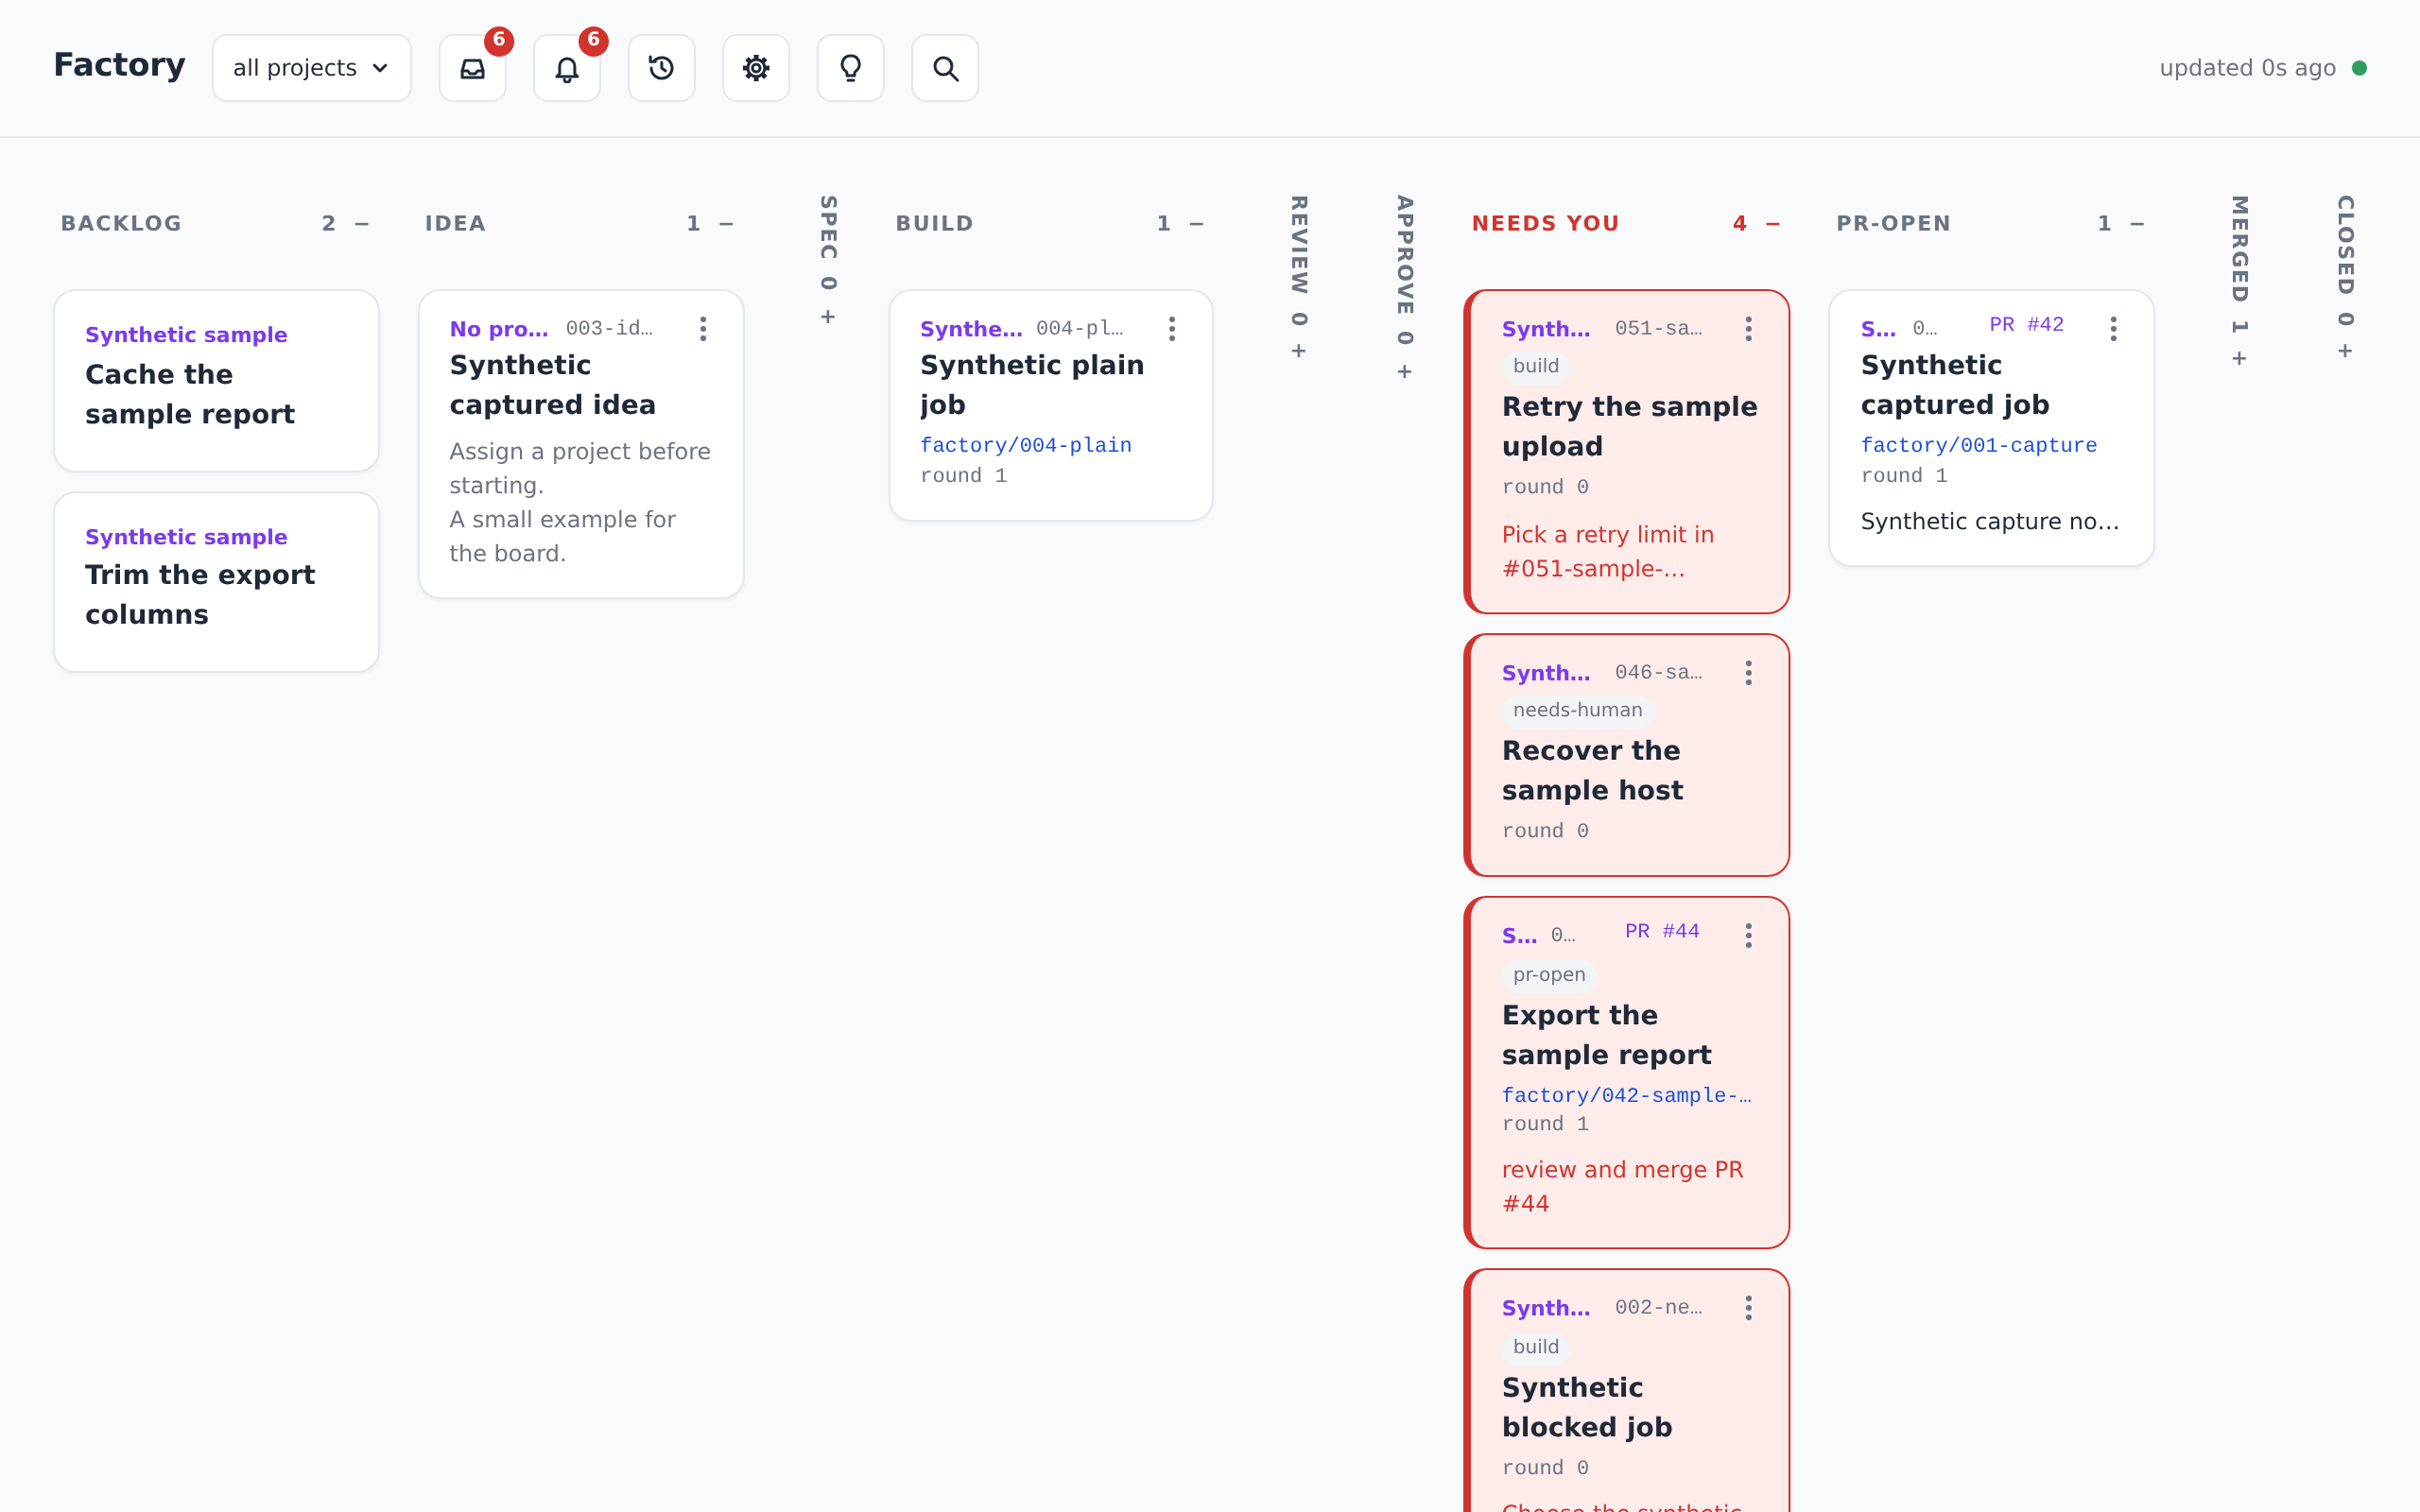 Factory
all projects
6
6
updated 0s ago
BACKLOG 2 –
Synthetic sample
Cache the
sample report
Synthetic sample
Trim the export
columns
IDEA 1 –
No pro… 003-id…
Synthetic
captured idea
Assign a project before
starting.
A small example for
the board.
SPEC 0 +
BUILD 1 –
Synthe… 004-pl…
Synthetic plain
job
factory/004-plain
round 1
REVIEW 0 +
APPROVE 0 +
NEEDS YOU 4 –
Synth… 051-sa…
build
Retry the sample
upload
round 0
Pick a retry limit in
#051-sample-…
Synth… 046-sa…
needs-human
Recover the
sample host
round 0
S… 0… PR #44
pr-open
Export the
sample report
factory/042-sample-…
round 1
review and merge PR
#44
Synth… 002-ne…
build
Synthetic
blocked job
round 0
Choose the synthetic
PR-OPEN 1 –
S… 0… PR #42
Synthetic
captured job
factory/001-capture
round 1
Synthetic capture no…
MERGED 1 +
CLOSED 0 +